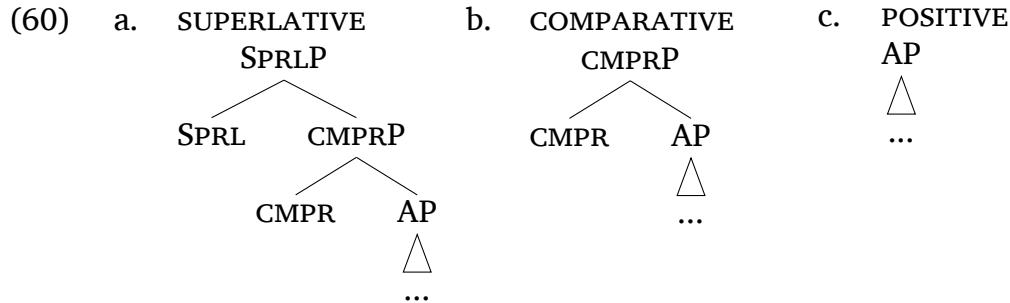 (60) a. SUPERLATIVE b. COMPARATIVE c. POSITIVE
SPRLP CMPRP AP
SPRL CMPRP CMPR AP ...
CMPR AP ...
...